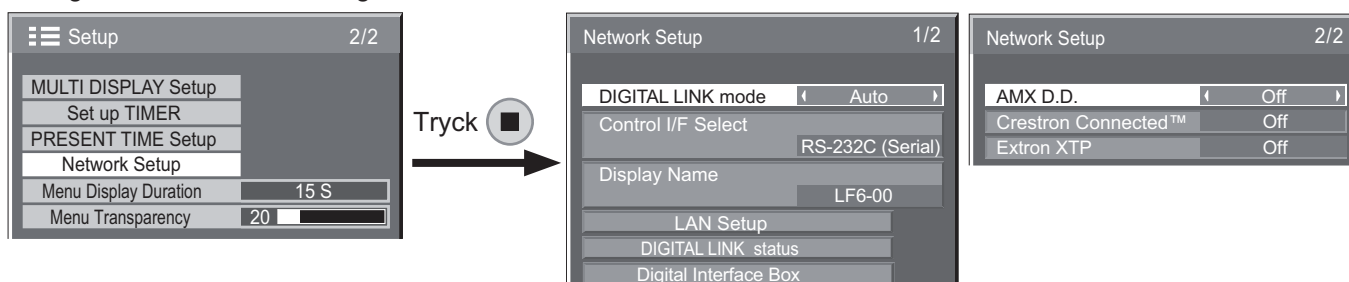 Setup 2/2
MULTI DISPLAY Setup
Set up TIMER
PRESENT TIME Setup
Network Setup
Menu Display Duration 15 S
Menu Transparency 20
Tryck
Network Setup 1/2
DIGITAL LINK mode Auto
Control I/F Select
RS-232C (Serial)
Display Name
LF6-00
LAN Setup
DIGITAL LINK status
Digital Interface Box
Network Setup 2/2
AMX D.D. Off
Crestron Connected™ Off
Extron XTP Off